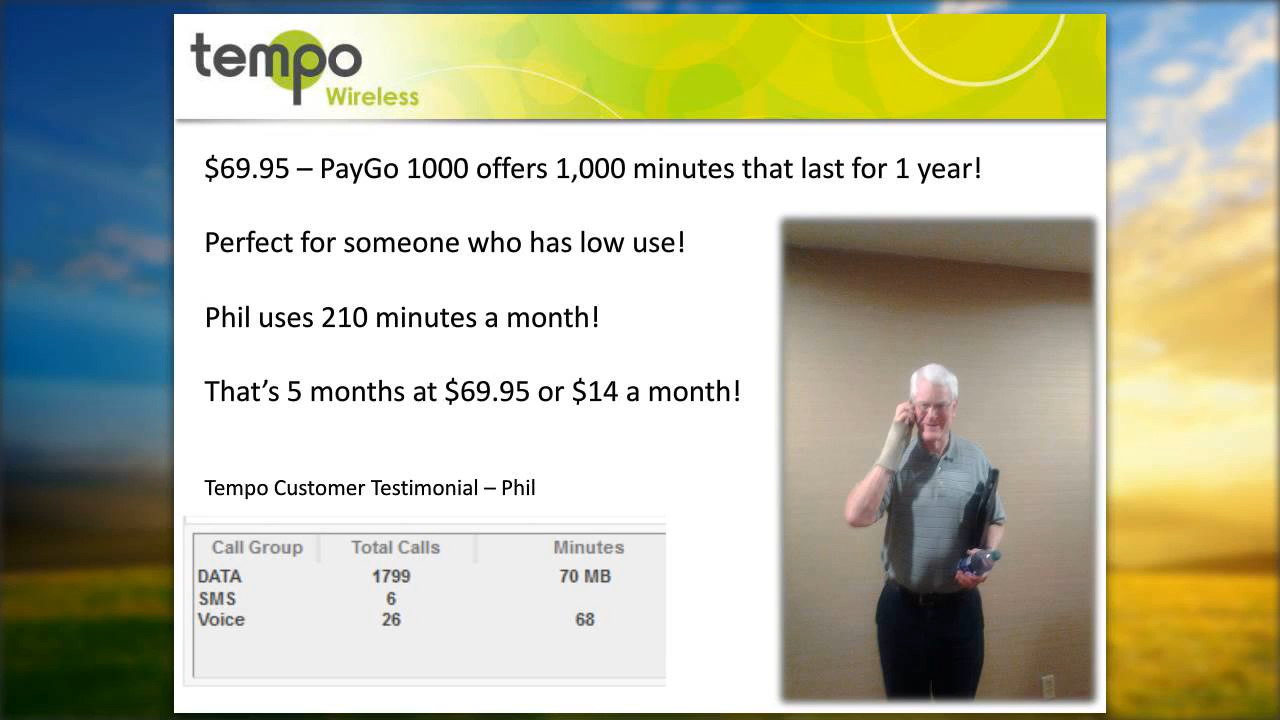 tempo
Wireless
$69.95 – PayGo 1000 offers 1,000 minutes that last for 1 year!
Perfect for someone who has low use!
Phil uses 210 minutes a month!
That’s 5 months at $69.95 or $14 a month!
Tempo Customer Testimonial – Phil
Call Group Total Calls Minutes
DATA 1799 70 MB
SMS 6
Voice 26 68